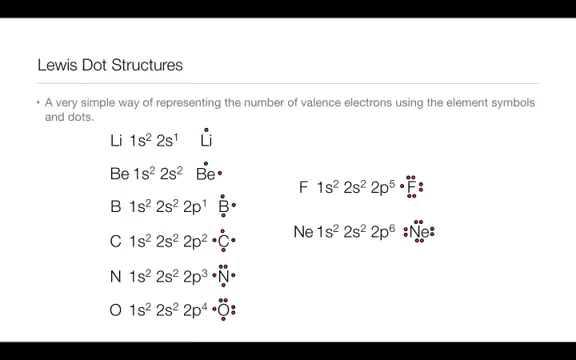 Lewis Dot Structures
• A very simple way of representing the number of valence electrons using the element symbols
and dots.
Li 1s² 2s¹ Li
Be 1s² 2s² Be
B 1s² 2s² 2p¹ B
C 1s² 2s² 2p² C
N 1s² 2s² 2p³ N
O 1s² 2s² 2p⁴ O
F 1s² 2s² 2p⁵ F
Ne 1s² 2s² 2p⁶ Ne